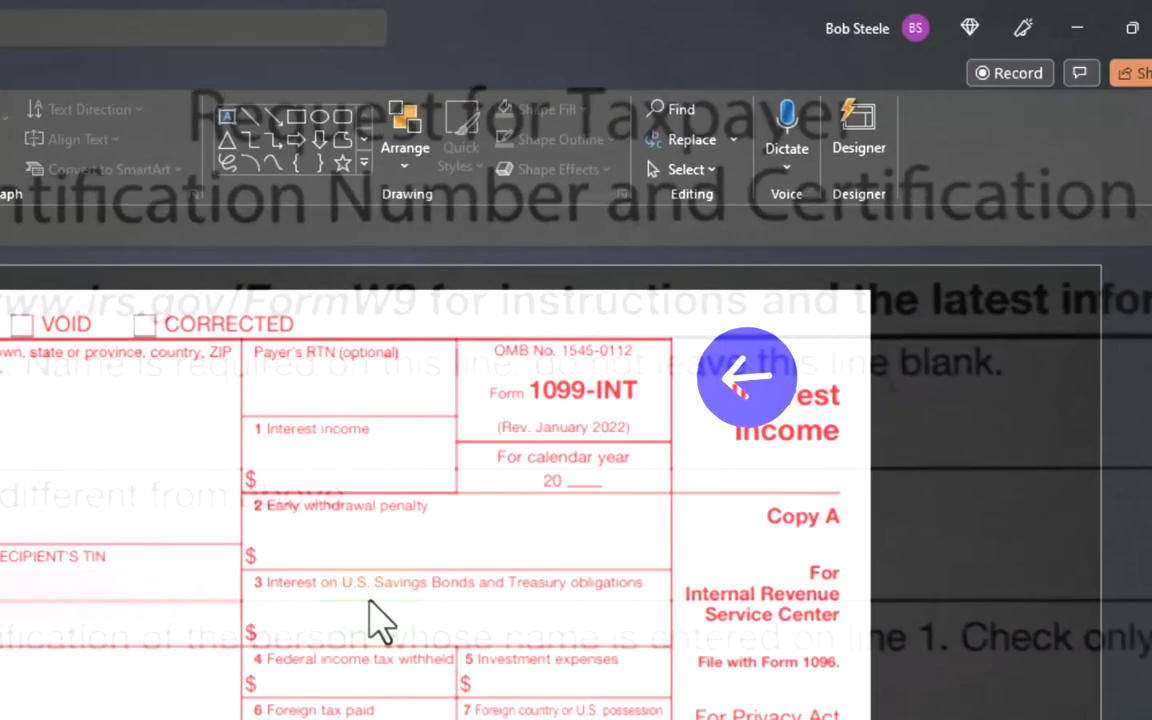 Bob Steele BS
Record
Sh
Text Direction
Align Text
Convert to SmartArt
Arrange
Quick Styles
Shape Fill
Shape Outline
Shape Effects
Find
Replace
Select
Dictate
Designer
aph
Drawing
Editing
Voice
Designer
Request for Taxpayer
ntification Number and Certification
www.irs.gov/FormW9 for instructions and the latest infor
Name is required on this line; do not leave this line blank.
different from above
ification of the person whose name is entered on line 1. Check only
VOID
CORRECTED
own, state or province, country, ZIP
Payer's RTN (optional)
OMB No. 1545-0112
Form 1099-INT
(Rev. January 2022)
For calendar year
20 ____
1 Interest income
$
Interest
Income
2 Early withdrawal penalty
$
Copy A
ECIPIENT'S TIN
3 Interest on U.S. Savings Bonds and Treasury obligations
$
For
Internal Revenue
Service Center
4 Federal income tax withheld
$
5 Investment expenses
$
File with Form 1096.
6 Foreign tax paid
7 Foreign country or U.S. possession
For Privacy Act